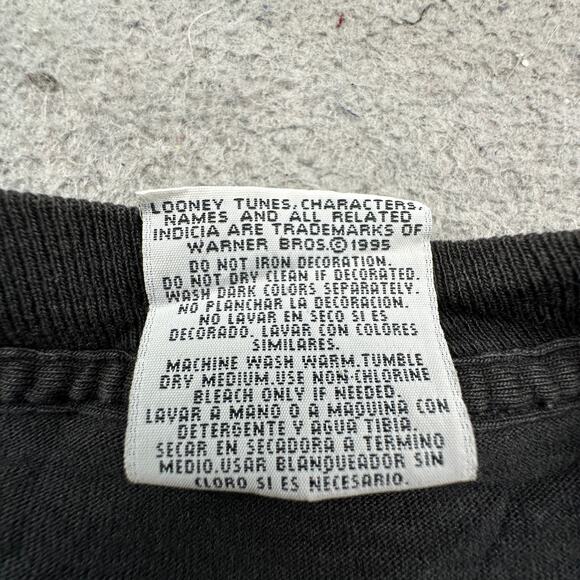 LOONEY TUNES, CHARACTERS,
NAMES AND ALL RELATED
INDICIA ARE TRADEMARKS OF
WARNER BROS.©1995
DO NOT IRON DECORATION.
DO NOT DRY CLEAN IF DECORATED.
WASH DARK COLORS SEPARATELY.
NO PLANCHAR LA DECORACION.
NO LAVAR EN SECO SI ES
DECORADO. LAVAR CON COLORES
SIMILARES.
MACHINE WASH WARM. TUMBLE
DRY MEDIUM. USE NON-CHLORINE
BLEACH ONLY IF NEEDED.
LAVAR A MANO O A MAQUINA CON
DETERGENTE Y AGUA TIBIA.
SECAR EN SECADORA A TERMINO
MEDIO. USAR BLANQUEADOR SIN
CLORO SI ES NECESARIO.